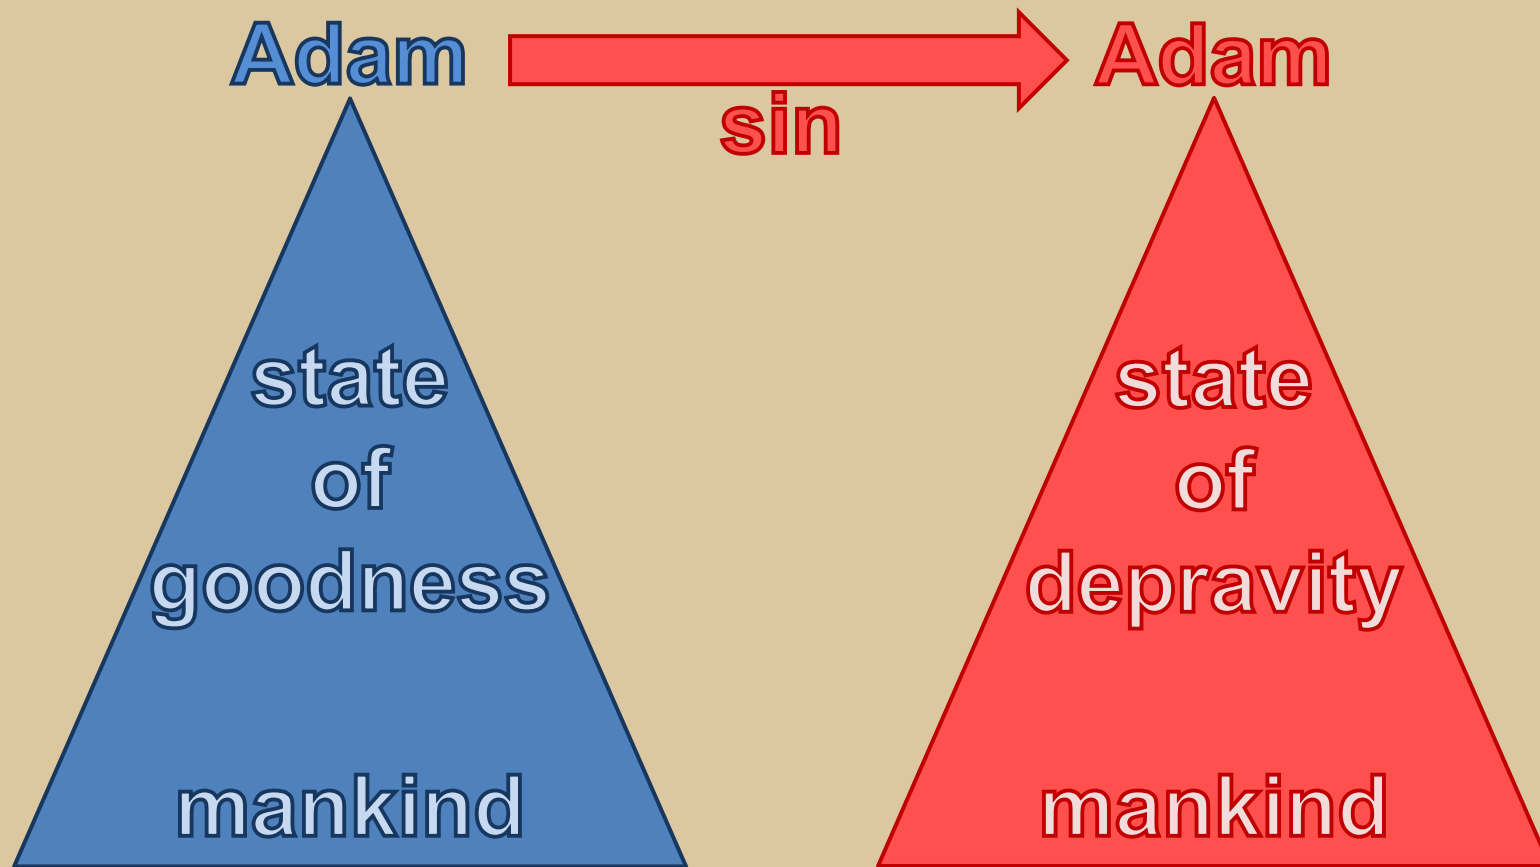 Adam
sin
Adam
state
of
goodness
mankind
state
of
depravity
mankind